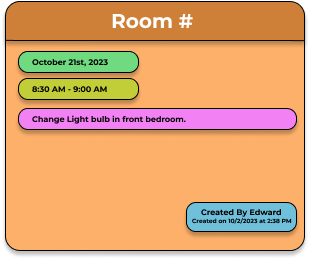 Room #
October 21st, 2023
8:30 AM - 9:00 AM
Change Light bulb in front bedroom.
Created By Edward
Created on 10/2/2023 at 2:38 PM